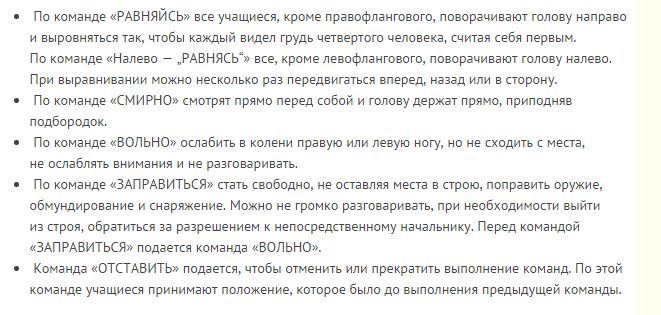 • По команде «РАВНЯЙСЬ» все учащиеся, кроме правофлангового, поворачивают голову направо
и выровняться так, чтобы каждый видел грудь четвертого человека, считая себя первым.
По команде «Налево — „РАВНЯСЬ“» все, кроме левофлангового, поворачивают голову налево.
При выравнивании можно несколько раз передвигаться вперед, назад или в сторону.
• По команде «СМИРНО» смотрят прямо перед собой и голову держат прямо, приподняв
подбородок.
• По команде «ВОЛЬНО» ослабить в колени правую или левую ногу, но не сходить с места,
не ослаблять внимания и не разговаривать.
• По команде «ЗАПРАВИТЬСЯ» стать свободно, не оставляя места в строю, поправить оружие,
обмундирование и снаряжение. Можно не громко разговаривать, при необходимости выйти
из строя, обратиться за разрешением к непосредственному начальнику. Перед командой
«ЗАПРАВИТЬСЯ» подается команда «ВОЛЬНО».
• Команда «ОТСТАВИТЬ» подается, чтобы отменить или прекратить выполнение команд. По этой
команде учащиеся принимают положение, которое было до выполнения предыдущей команды.